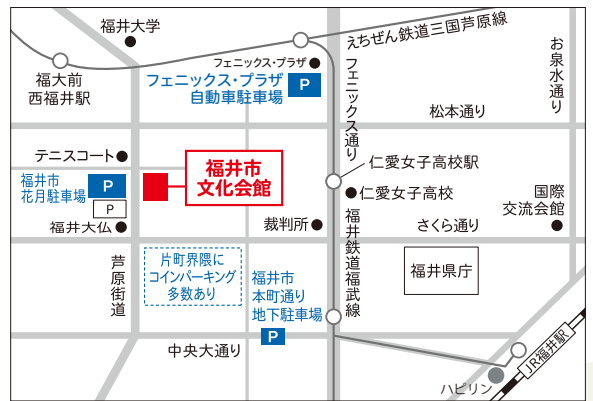 福井大学
えちぜん鉄道三国芦原線
福大前
西福井駅
フェニックス・プラザ
フェニックス・プラザ
自動車駐車場
P
フェニックス通り
お泉水通り
松本通り
テニスコート
福井市
文化会館
仁愛女子高校駅
福井市
花月駐車場
P
P
仁愛女子高校
国際
交流会館
福井大仏
裁判所
さくら通り
芦原街道
片町界隈に
コインパーキング
多数あり
福井市
本町通り
地下駐車場
P
福井鉄道福武線
福井県庁
中央大通り
JR福井駅
ハピリン